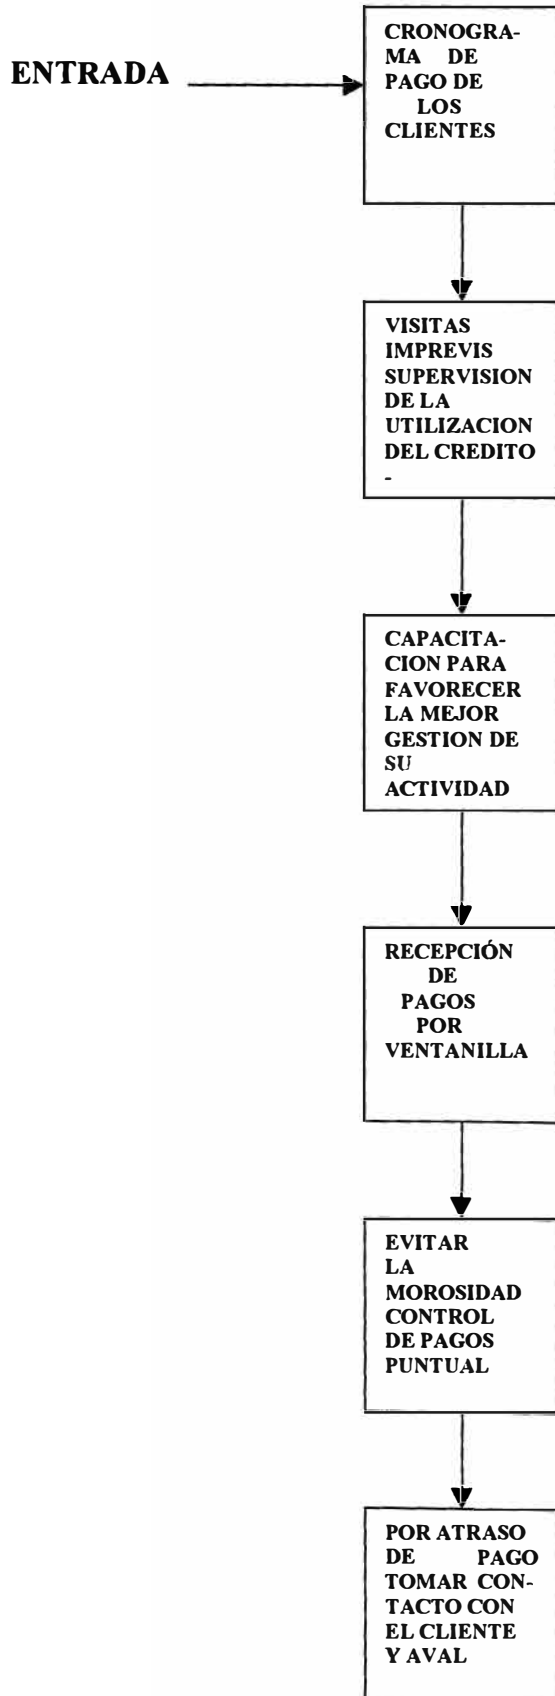 ENTRADA
CRONOGRA-
MA DE
PAGO DE
LOS
CLIENTES
VISITAS
IMPREVIS
SUPERVISION
DE LA
UTILIZACION
DEL CREDITO
-
CAPACITA-
CION PARA
FAVORECER
LA MEJOR
GESTION DE
SU
ACTIVIDAD
RECEPCIÓN
DE
PAGOS
POR
VENTANILLA
EVITAR
LA
MOROSIDAD
CONTROL
DE PAGOS
PUNTUAL
POR ATRASO
DE PAGO
TOMAR CON-
TACTO CON
EL CLIENTE
Y AVAL